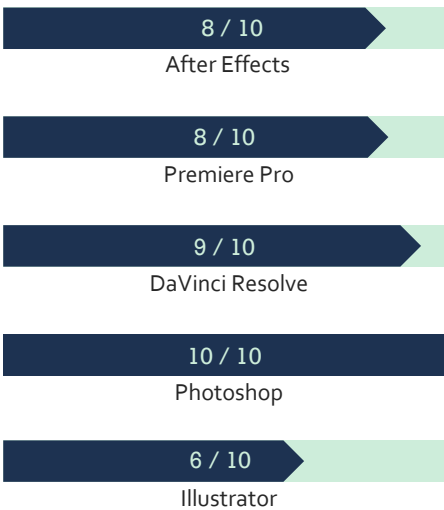 8 / 10
After Effects
8 / 10
Premiere Pro
9 / 10
DaVinci Resolve
10 / 10
Photoshop
6 / 10
Illustrator